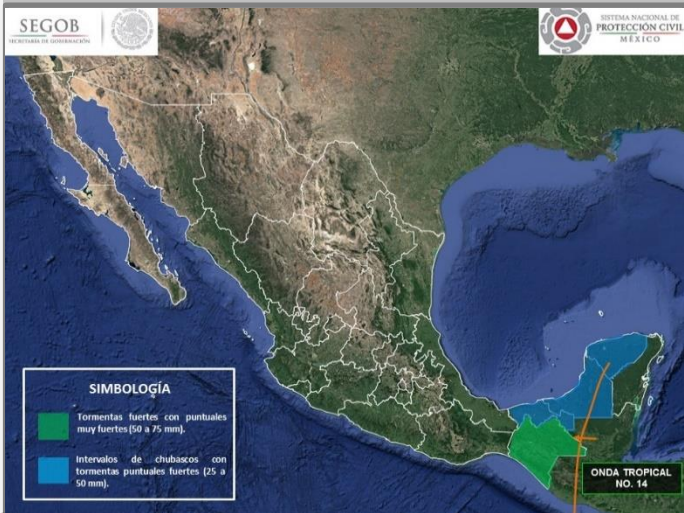 SEGOB
SECRETARÍA DE GOBERNACIÓN
SISTEMA NACIONAL DE
PROTECCIÓN CIVIL
MÉXICO
SIMBOLOGÍA
Tormentas fuertes con puntuales
muy fuertes (50 a 75 mm).
Intervalos de chubascos con
tormentas puntuales fuertes (25 a
50 mm).
ONDA TROPICAL
NO. 14